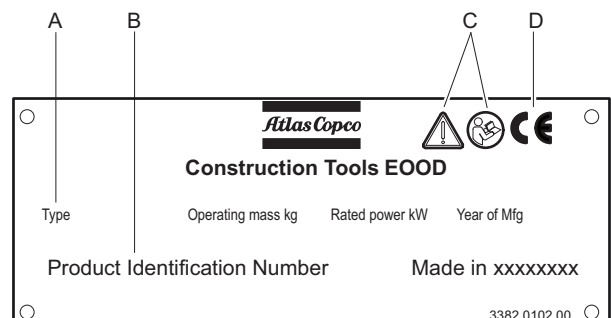 A B C D
Atlas Copco
Construction Tools EOOD
Type Operating mass kg Rated power kW Year of Mfg
Product Identification Number Made in xxxxxxxx
3382 0102 00